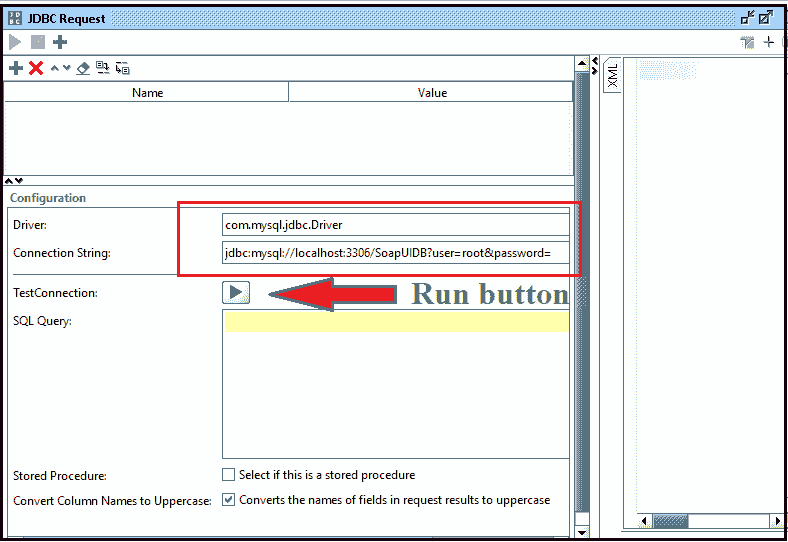 JDBC Request
Name Value
XML
Configuration
Driver: com.mysql.jdbc.Driver
Connection String: jdbc:mysql://localhost:3306/SoapUIDB?user=root&password=
TestConnection: Run button
SQL Query:
Stored Procedure: Select if this is a stored procedure
Convert Column Names to Uppercase: Converts the names of fields in request results to uppercase